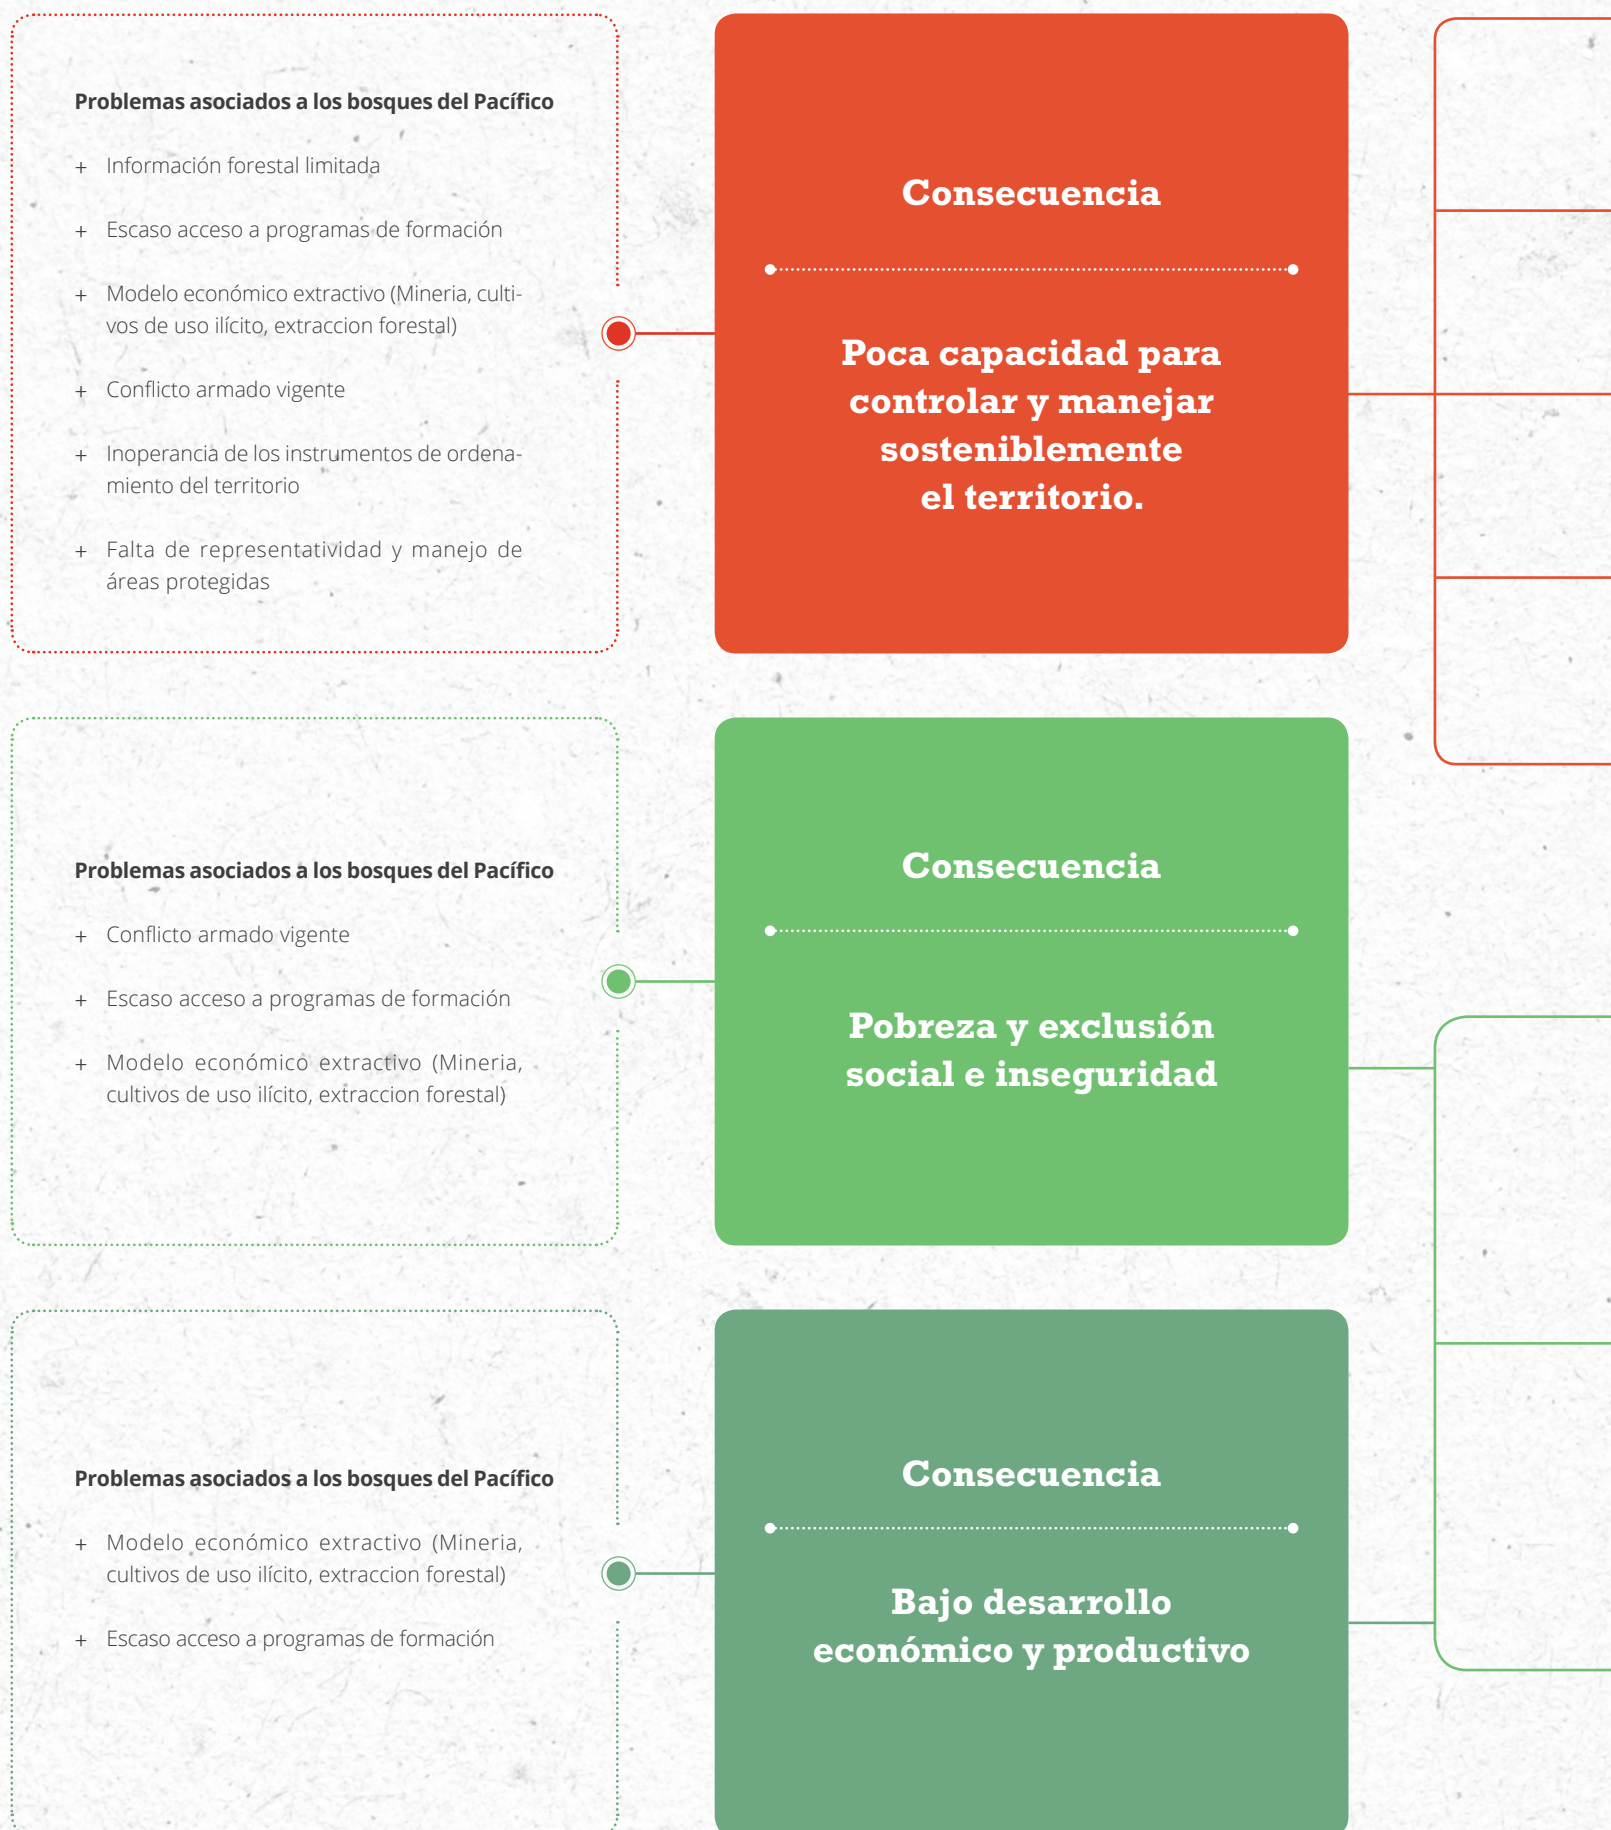 Problemas asociados a los bosques del Pacífico
+ Información forestal limitada
+ Escaso acceso a programas de formación
+ Modelo económico extractivo (Mineria, culti-
vos de uso ilícito, extraccion forestal)
+ Conflicto armado vigente
+ Inoperancia de los instrumentos de ordena-
miento del territorio
+ Falta de representatividad y manejo de
áreas protegidas
Consecuencia
Poca capacidad para
controlar y manejar
sosteniblemente
el territorio.
Problemas asociados a los bosques del Pacífico
+ Conflicto armado vigente
+ Escaso acceso a programas de formación
+ Modelo económico extractivo (Mineria,
cultivos de uso ilícito, extraccion forestal)
Consecuencia
Pobreza y exclusión
social e inseguridad
Problemas asociados a los bosques del Pacífico
+ Modelo económico extractivo (Mineria,
cultivos de uso ilícito, extraccion forestal)
+ Escaso acceso a programas de formación
Consecuencia
Bajo desarrollo
económico y productivo